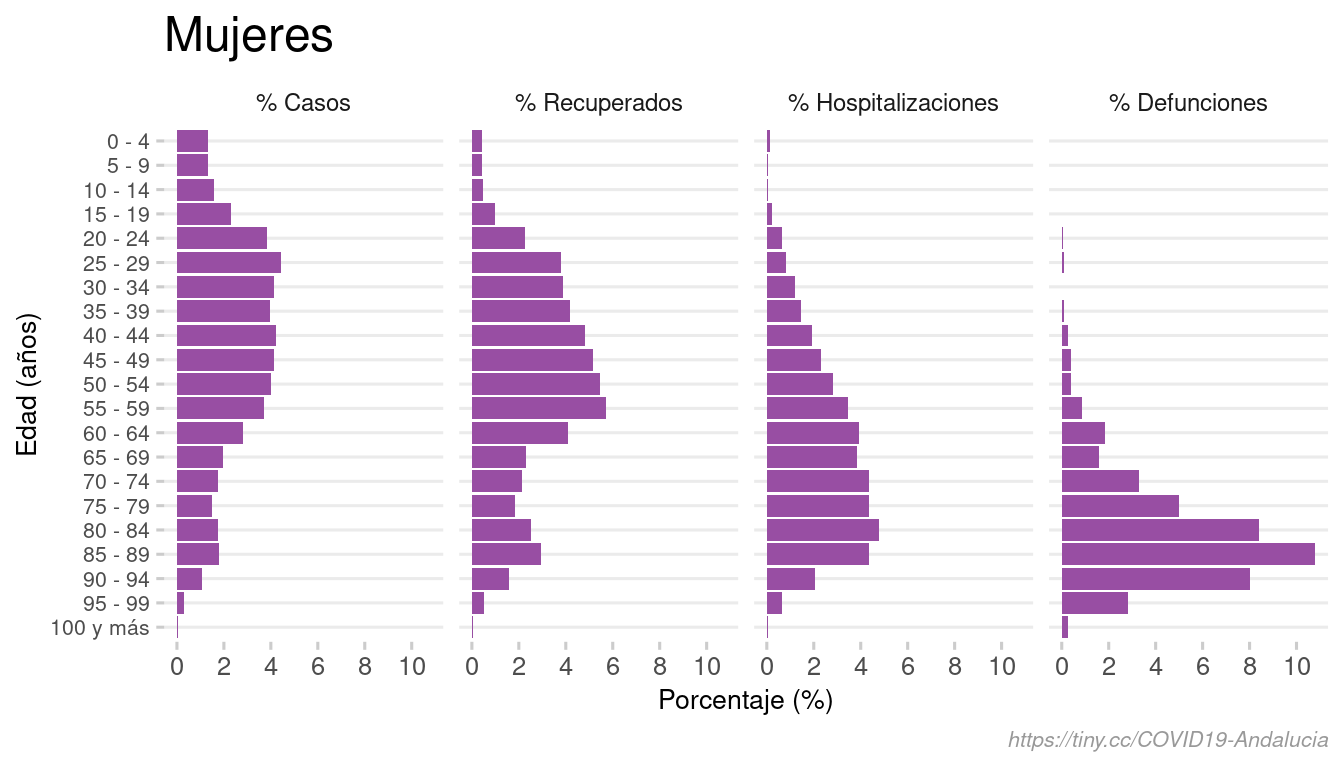 Mujeres
% Casos
% Recuperados
% Hospitalizaciones
% Defunciones
Edad (años)
0 - 4
5 - 9
10 - 14
15 - 19
20 - 24
25 - 29
30 - 34
35 - 39
40 - 44
45 - 49
50 - 54
55 - 59
60 - 64
65 - 69
70 - 74
75 - 79
80 - 84
85 - 89
90 - 94
95 - 99
100 y más
0 2 4 6 8 10
0 2 4 6 8 10
0 2 4 6 8 10
0 2 4 6 8 10
Porcentaje (%)
https://tiny.cc/COVID19-Andalucia